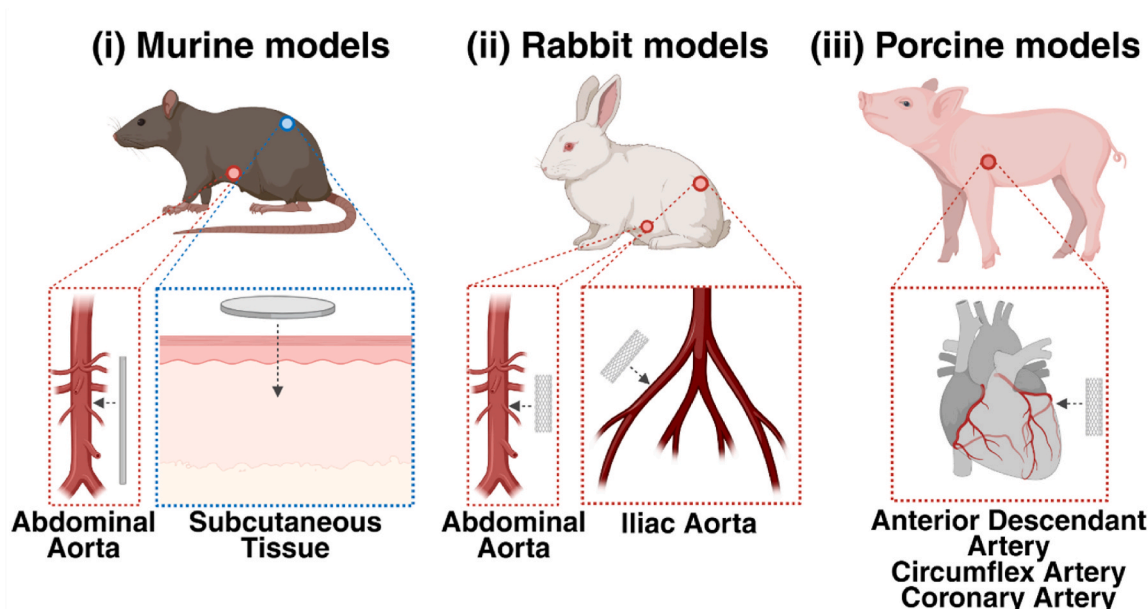 (i) Murine models
(ii) Rabbit models
(iii) Porcine models
Abdominal
Aorta
Subcutaneous
Tissue
Abdominal
Aorta
Iliac Aorta
Anterior Descendant
Artery
Circumflex Artery
Coronary Artery